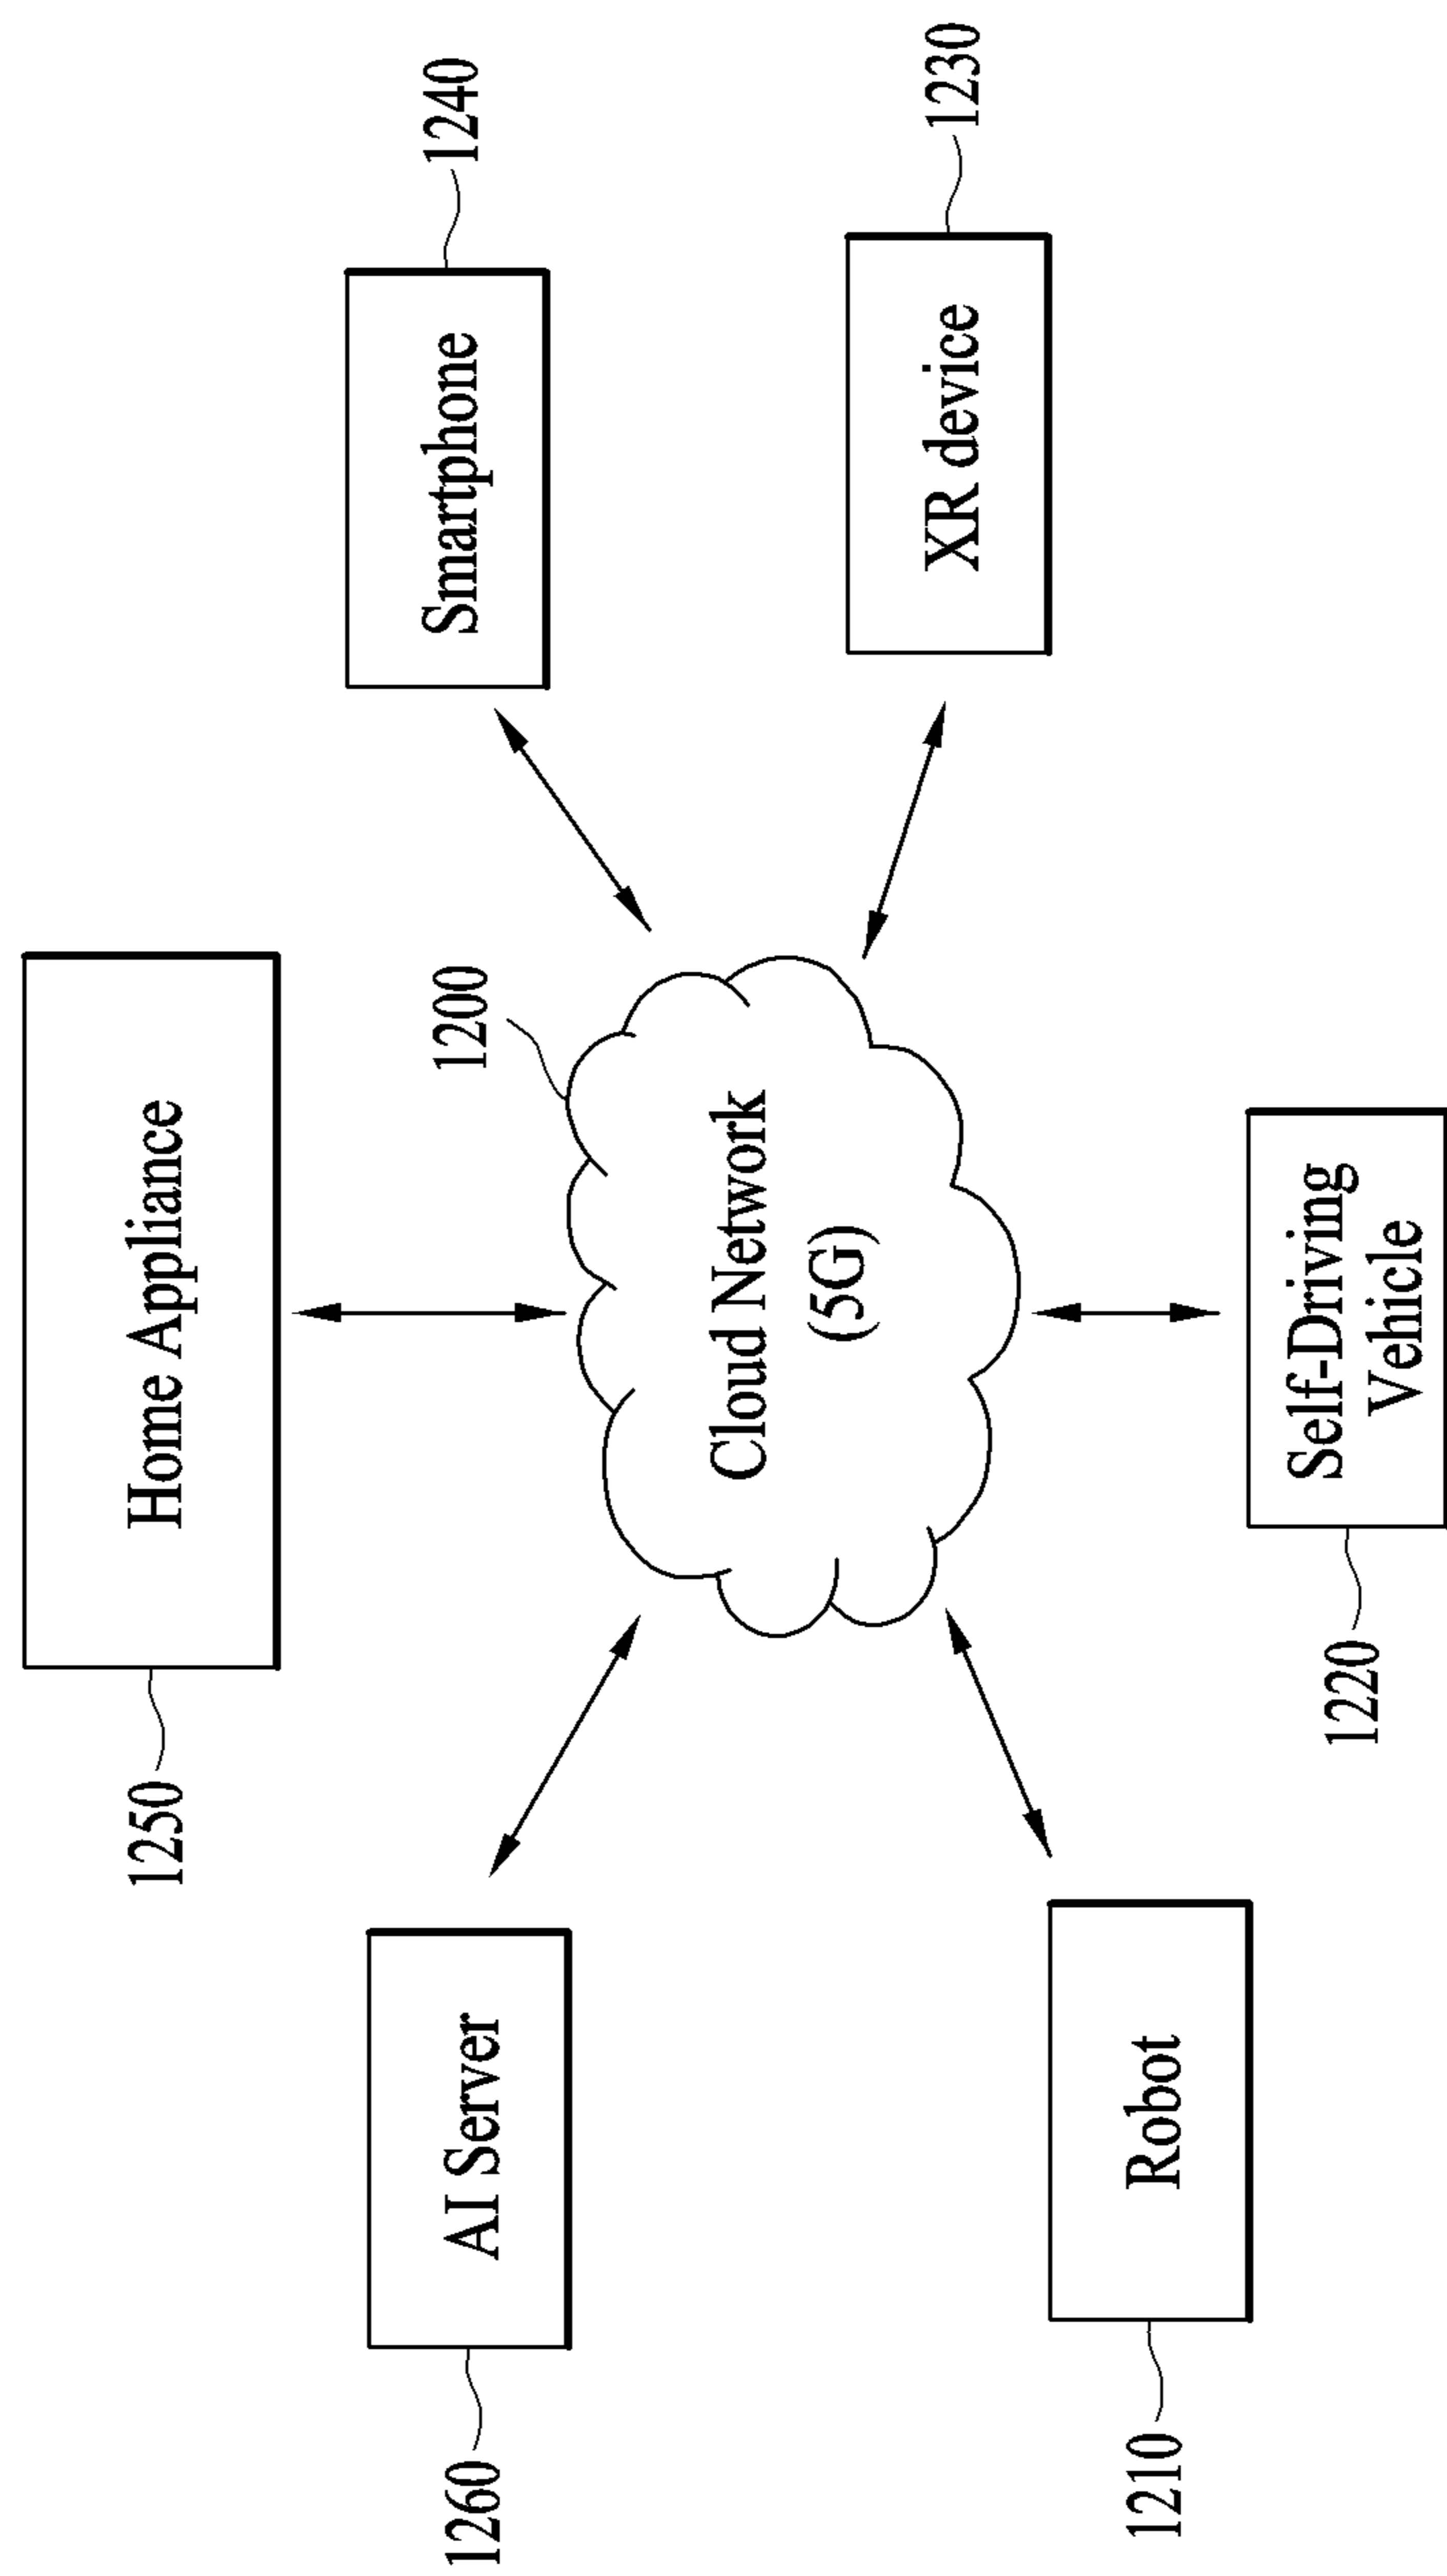 1250
Home Appliance
1260
AI Server
1200
Smartphone
1240
Cloud Network
(5G)
1210
Robot
XR device
1230
1220
Self-Driving
Vehicle